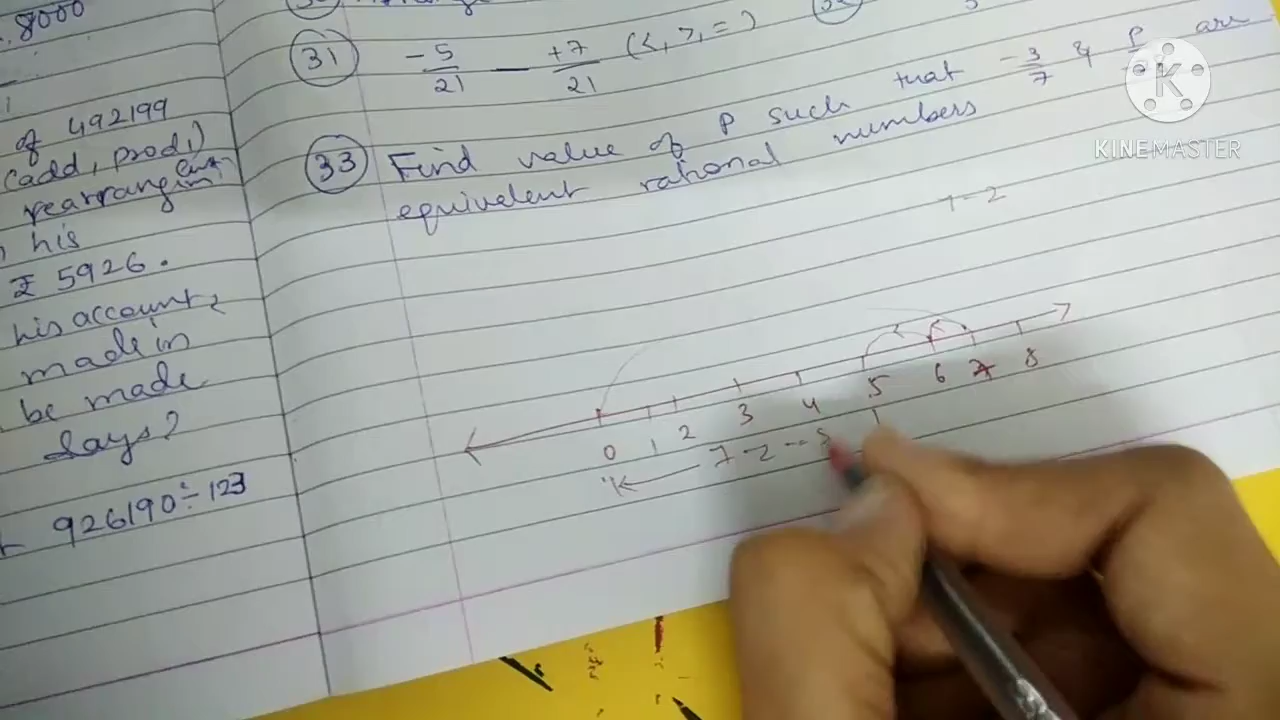 8000
of 492199
(add, prod,)
rearrang
his
₹ 5926.
his account,
made in
be made
days?
926190 ÷ 123
(31) -5/21 — +7/21 (<, >, =)
(33) Find value of P such that -3/7 & P are
equivalent rational numbers
7-2
0 1 2 3 4 5 6 7 8
7-2=5
K
KINEMASTER